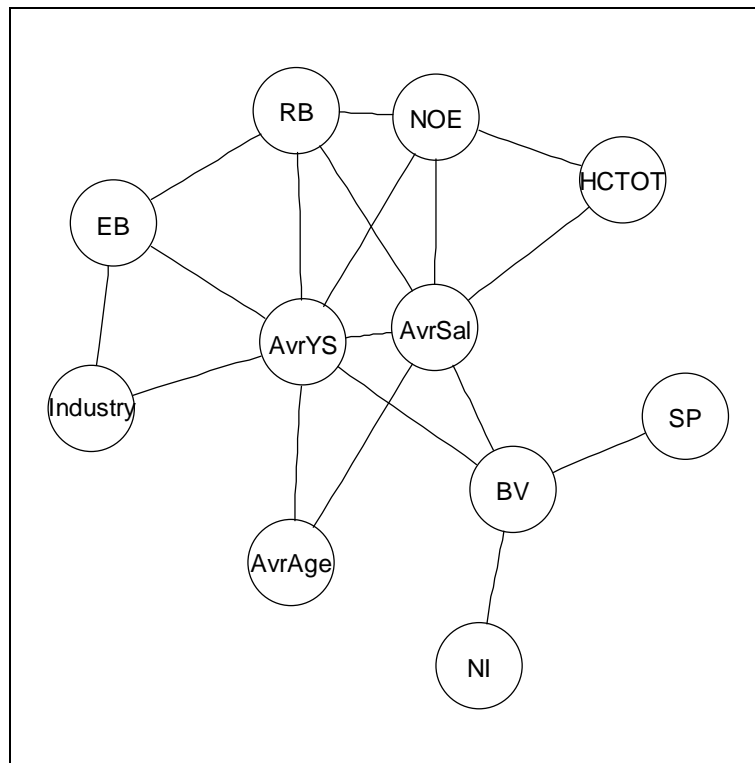 RB
NOE
HCTOT
EB
AvrYS
AvrSal
Industry
SP
BV
AvrAge
NI